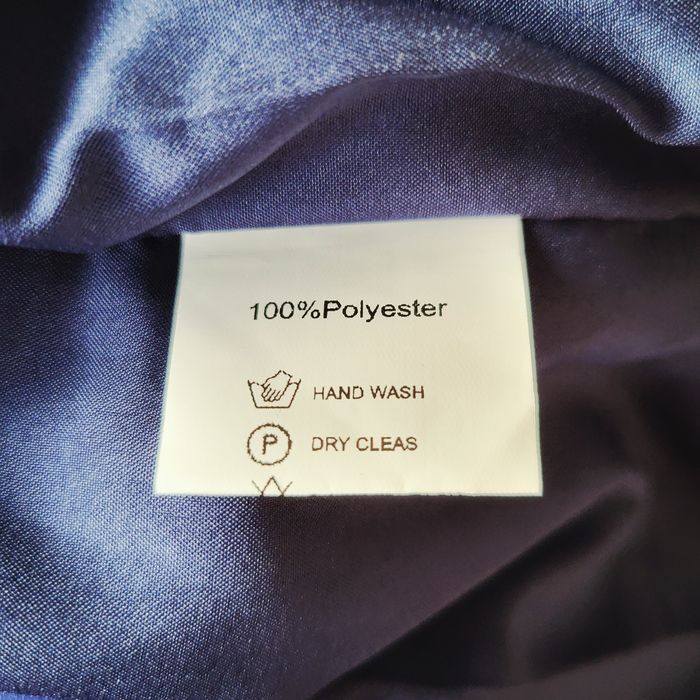 100%Polyester
HAND WASH
P DRY CLEAS